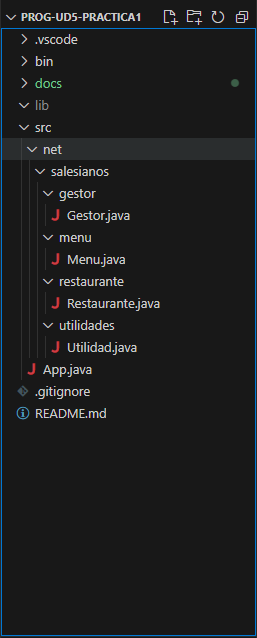 PROG-UD5-PRACTICA1
.vscode
bin
docs
lib
src
net
salesianos
gestor
Gestor.java
menu
Menu.java
restaurante
Restaurante.java
utilidades
Utilidad.java
App.java
.gitignore
README.md